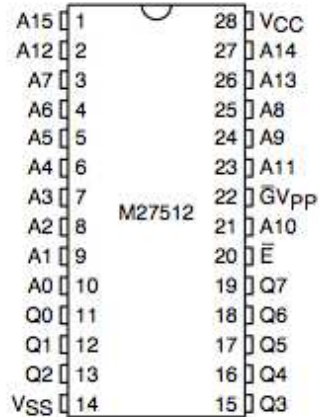 A15 1 28 VCC
A12 2 27 A14
A7 3 26 A13
A6 4 25 A8
A5 5 24 A9
A4 6 23 A11
A3 7 22 G̅VPP
M27512
A2 8 21 A10
A1 9 20 E̅
A0 10 19 Q7
Q0 11 18 Q6
Q1 12 17 Q5
Q2 13 16 Q4
VSS 14 15 Q3